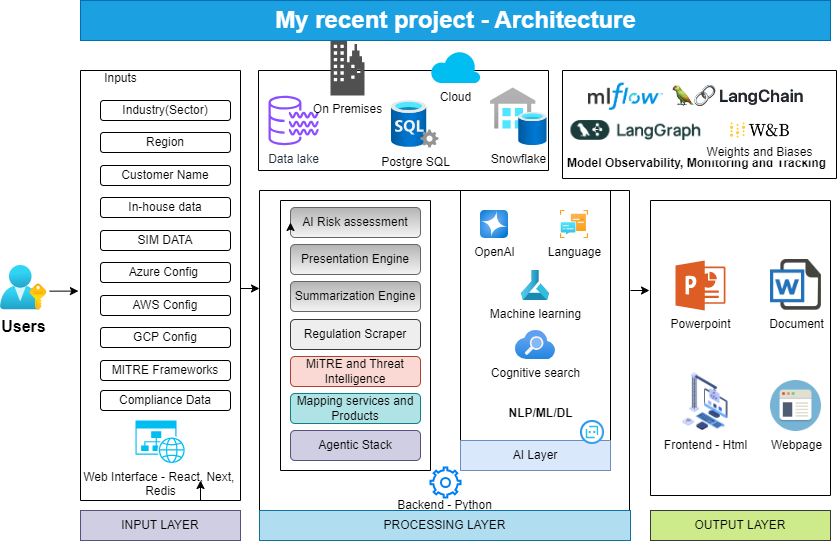 My recent project - Architecture
Inputs
Industry(Sector)
Region
Customer Name
In-house data
SIM DATA
Azure Config
AWS Config
GCP Config
MITRE Frameworks
Compliance Data
Web Interface - React, Next,
Redis
INPUT LAYER
Users
On Premises
Cloud
Data lake
SQL
Postgre SQL
Snowflake
mlflow
LangChain
LangGraph
W&B
Weights and Biases
Model Observability, Monitoring and Tracking
AI Risk assessment
Presentation Engine
Summarization Engine
Regulation Scraper
MiTRE and Threat
Intelligence
Mapping services and
Products
Agentic Stack
OpenAI
Language
Machine learning
Cognitive search
NLP/ML/DL
AI Layer
Backend - Python
PROCESSING LAYER
P
Powerpoint
W
Document
Frontend - Html
Webpage
OUTPUT LAYER